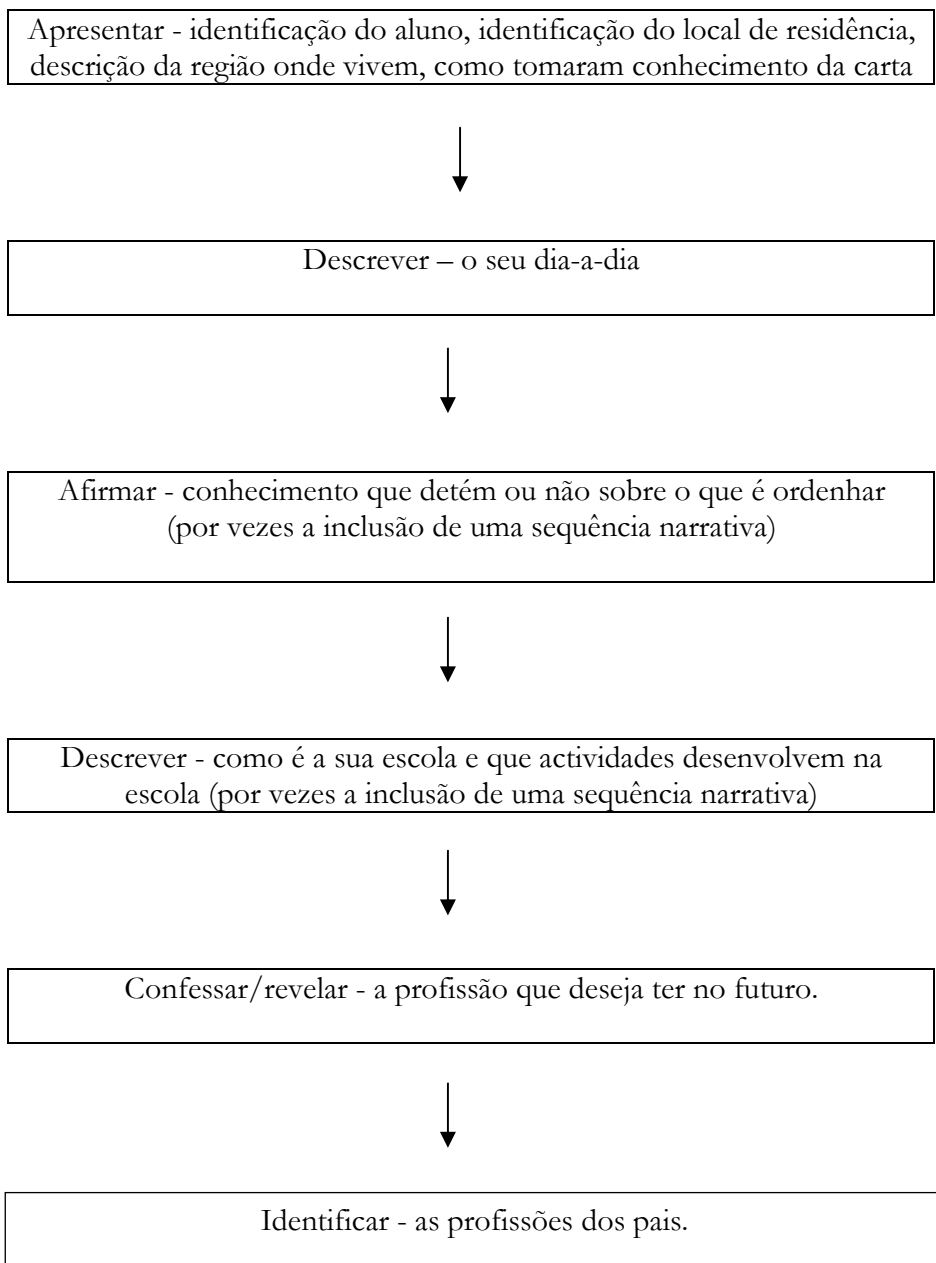 Apresentar - identificação do aluno, identificação do local de residência,
descrição da região onde vivem, como tomaram conhecimento da carta
Descrever – o seu dia-a-dia
Afirmar - conhecimento que detém ou não sobre o que é ordenhar
(por vezes a inclusão de uma sequência narrativa)
Descrever - como é a sua escola e que actividades desenvolvem na
escola (por vezes a inclusão de uma sequência narrativa)
Confessar/revelar - a profissão que deseja ter no futuro.
Identificar - as profissões dos pais.